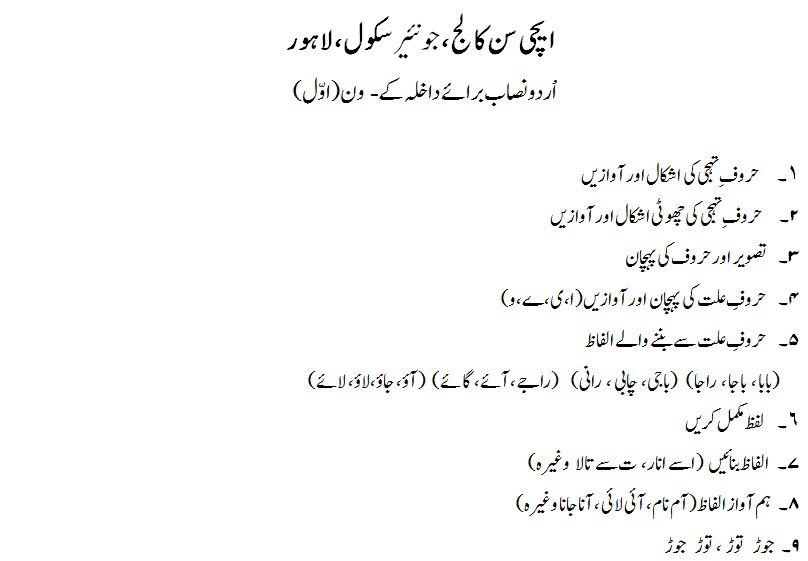 ایچی سن کالج، جونئیر سکول، لاہور
اُردو نصاب برائے داخلہ کے- ون (اوّل)
۱۔ حروفِ تہجی کی اشکال اور آوازیں
۲۔ حروفِ تہجی کی چھوٹی اشکال اور آوازیں
۳۔ تصویر اور حروف کی پہچان
۴۔ حروفِ علت کی پہچان اور آوازیں (ا، ی، ے، و)
۵۔ حروفِ علت سے بننے والے الفاظ
(بابا، باجا، راجا) (باجی، چابی، رانی) (راجے، آئے، گائے) (آؤ، جاؤ، لاؤ، لائے)
۶۔ لفظ مکمل کریں
۷۔ الفاظ بنائیں (ا سے انار، ت سے تالا وغیرہ)
۸۔ ہم آواز الفاظ (آم نام، آئی لائی، آنا جانا وغیرہ)
۹۔ جوڑ توڑ، توڑ جوڑ